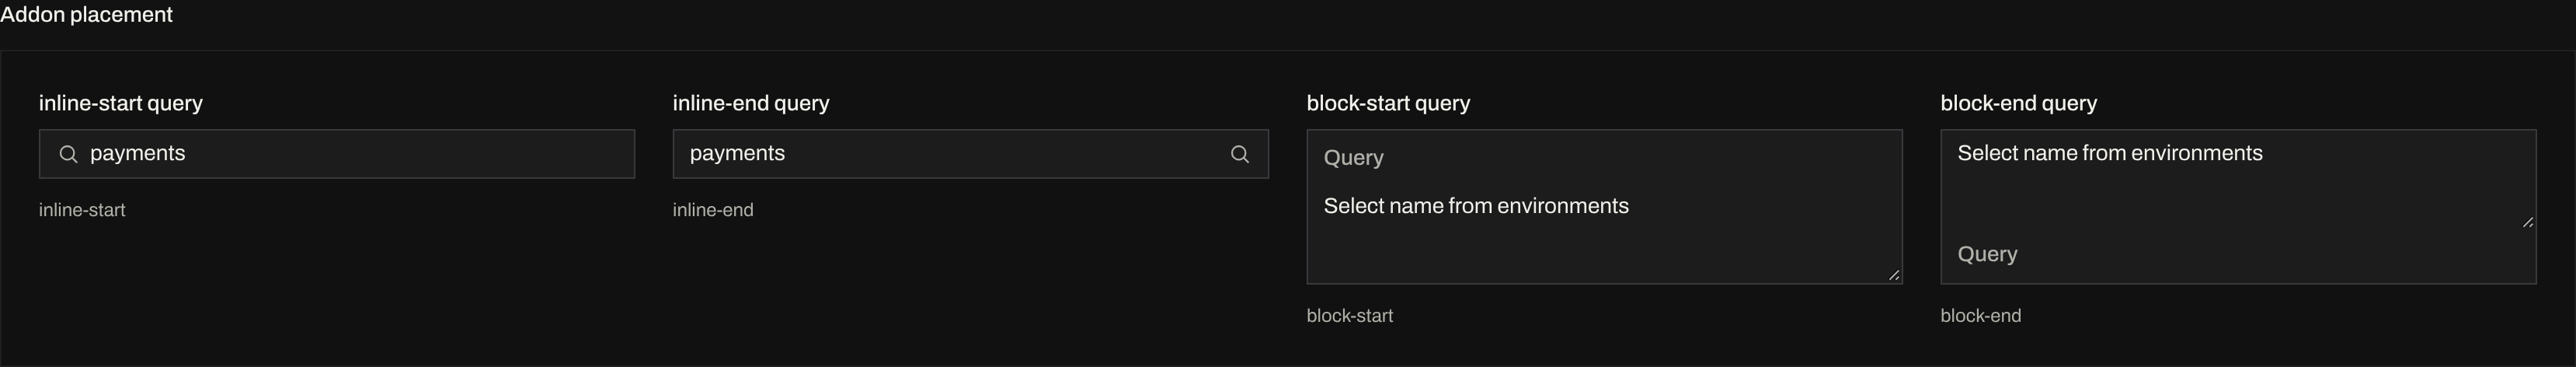 Addon placement
inline-start query
payments
inline-start
inline-end query
payments
inline-end
block-start query
Query
Select name from environments
block-start
block-end query
Select name from environments
Query
block-end